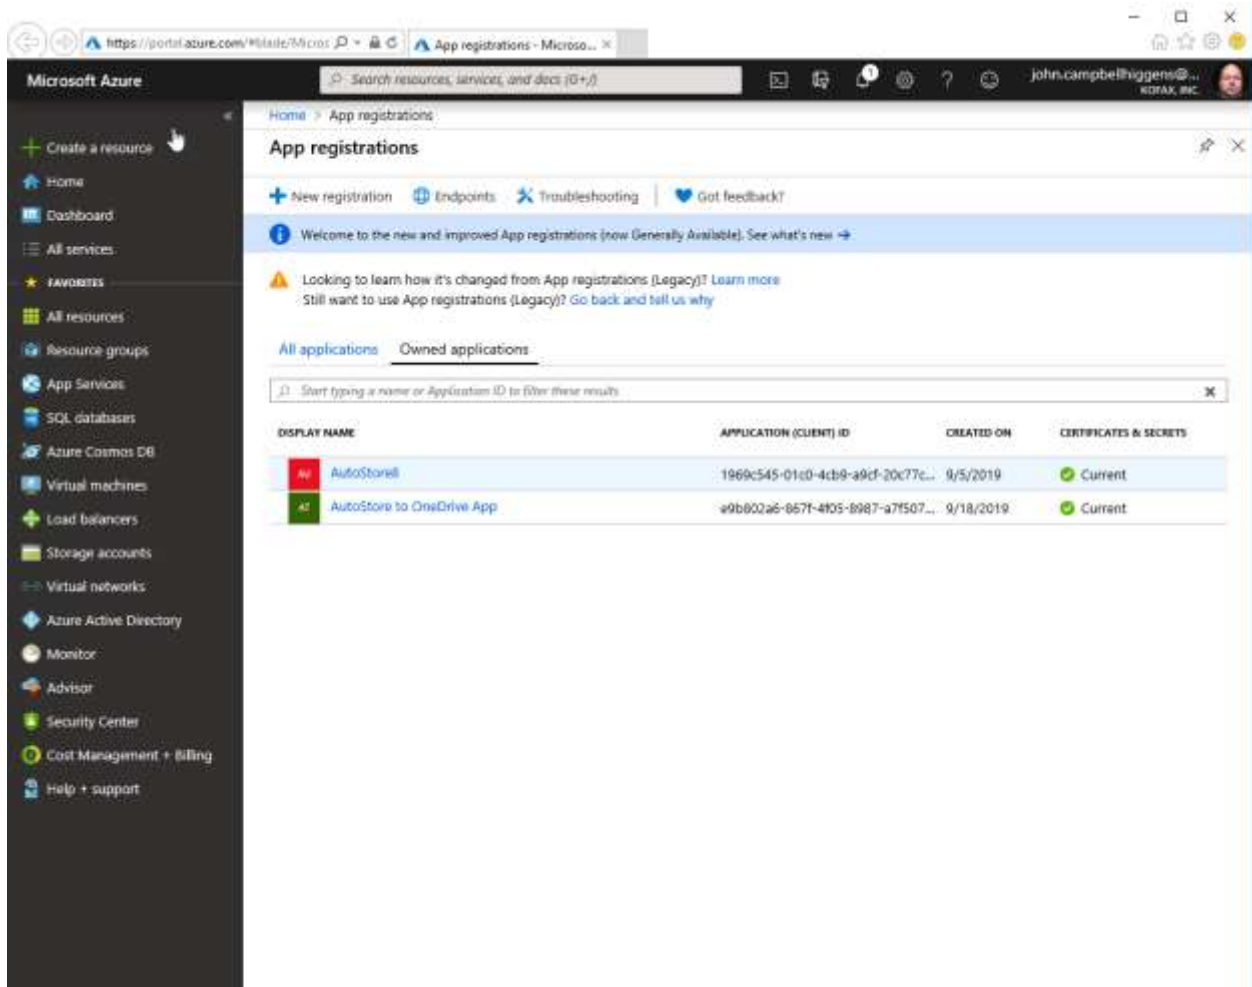 https://portal.azure.com/#blade/Micros
App registrations - Microso...
Microsoft Azure
Search resources, services, and docs (G+/)
1
john.campbellhiggens@...
KOFAX, INC.
Home > App registrations
Create a resource
App registrations
Home
New registration
Endpoints
Troubleshooting
Got feedback?
Dashboard
Welcome to the new and improved App registrations (now Generally Available). See what's new →
All services
FAVORITES
Looking to learn how it's changed from App registrations (Legacy)? Learn more
Still want to use App registrations (Legacy)? Go back and tell us why
All resources
Resource groups
All applications
Owned applications
App Services
Start typing a name or Application ID to filter these results
SQL databases
DISPLAY NAME
APPLICATION (CLIENT) ID
CREATED ON
CERTIFICATES & SECRETS
Azure Cosmos DB
AutoStore8
1969c545-01c0-4cb9-a9cf-20c77c...
9/5/2019
Current
Virtual machines
AutoStore to OneDrive App
e9b802a6-867f-4f05-8987-a7f507...
9/18/2019
Current
Load balancers
Storage accounts
Virtual networks
Azure Active Directory
Monitor
Advisor
Security Center
Cost Management + Billing
Help + support